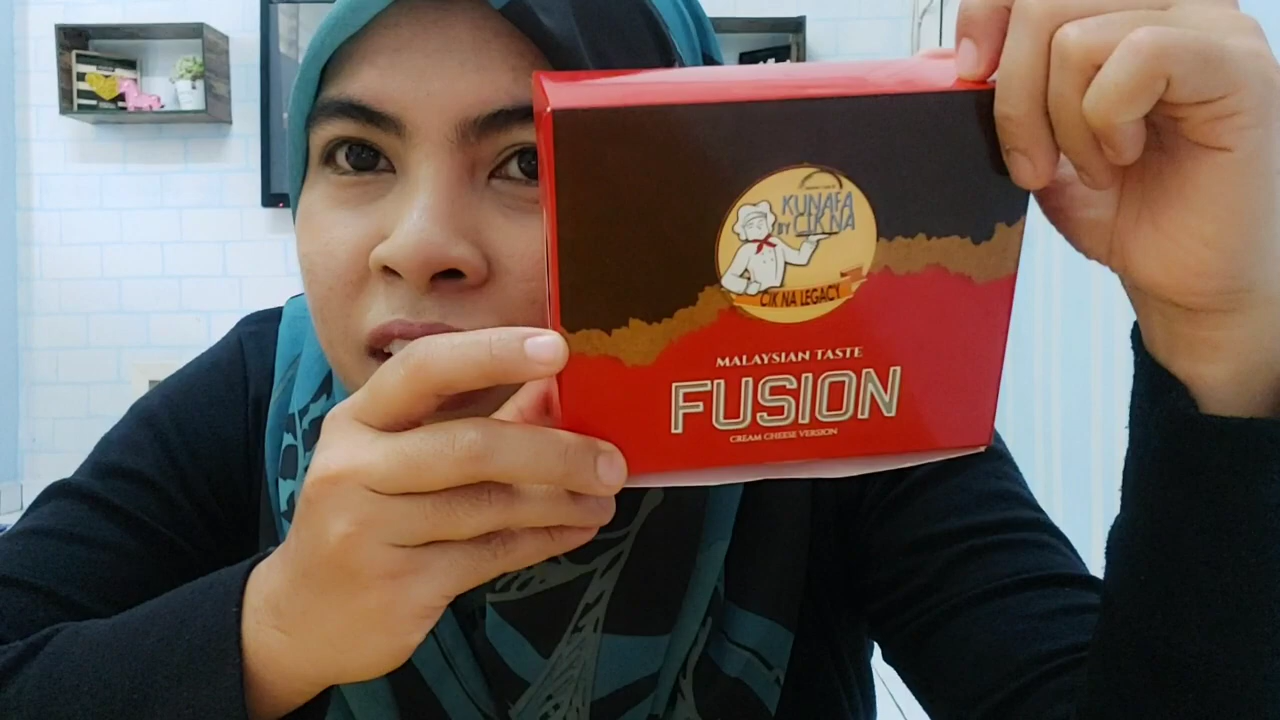 KUNAFA
BY CIK NA
CIK NA LEGACY
MALAYSIAN TASTE
FUSION
CREAM CHEESE VERSION